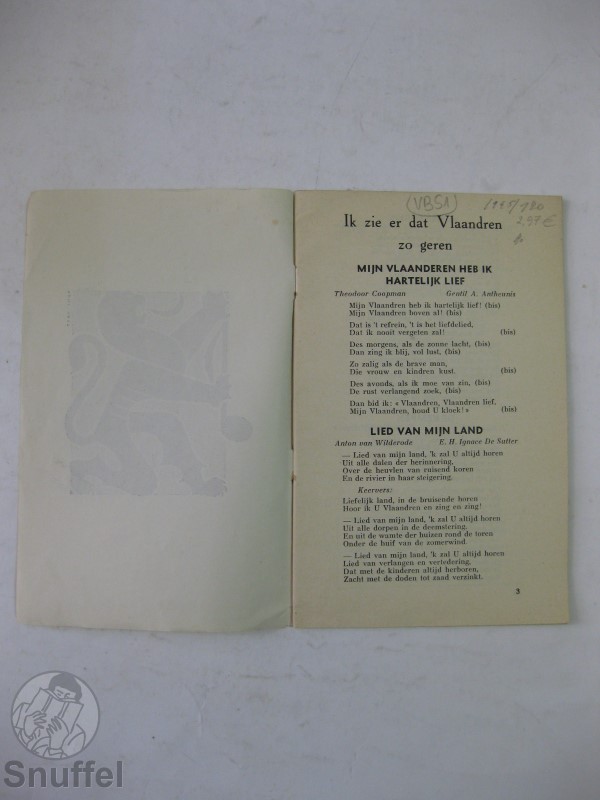 VB51
2,97 €
Ik zie er dat Vlaandren
zo geren
MIJN VLAANDEREN HEB IK
HARTELIJK LIEF
Theodoor Coopman Gentil A. Antheunis
Mijn Vlaandren heb ik hartelijk lief! (bis)
Mijn Vlaandren boven al! (bis)
Dat is 't refrein, 't is het liefdelied,
Dat ik nooit vergeten zal! (bis)
Des morgens, als de zonne lacht, (bis)
Dan zing ik blij, vol lust, (bis)
Zo zalig als de brave man,
Die vrouw en kindren kust. (bis)
Des avonds, als ik moe van zin, (bis)
De rust verlangend zoek, (bis)
Dan bid ik: « Vlaandren, Vlaandren lief,
Mijn Vlaandren, houd U kloek! » (bis)
LIED VAN MIJN LAND
Anton van Wilderode E. H. Ignace De Sutter
— Lied van mijn land, 'k zal U altijd horen
Uit alle dalen der herinnering,
Over de heuvlen van ruisend koren
En de rivier in haar slingering.
Keervers:
Liefelijk land, in de bruisende horen
Hoor ik U Vlaandren en zing en zing!
— Lied van mijn land, 'k zal U altijd horen
Uit alle dorpen in de deemstering,
En uit de warmte der huizen rond de toren
Onder de huif van de zomerwind.
— Lied van mijn land, 'k zal U altijd horen
Lied van verlangen en vertedering,
Dat met de kinderen altijd herboren,
Zacht met de doden tot zaad verzinkt.
3
Snuffel